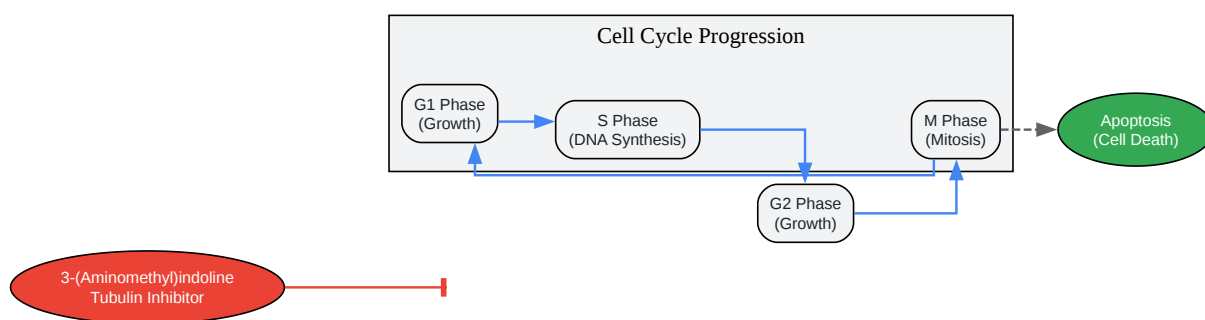 Cell Cycle Progression
G1 Phase
(Growth)
S Phase
(DNA Synthesis)
M Phase
(Mitosis)
Apoptosis
(Cell Death)
G2 Phase
(Growth)
3-(Aminomethyl)indoline
Tubulin Inhibitor